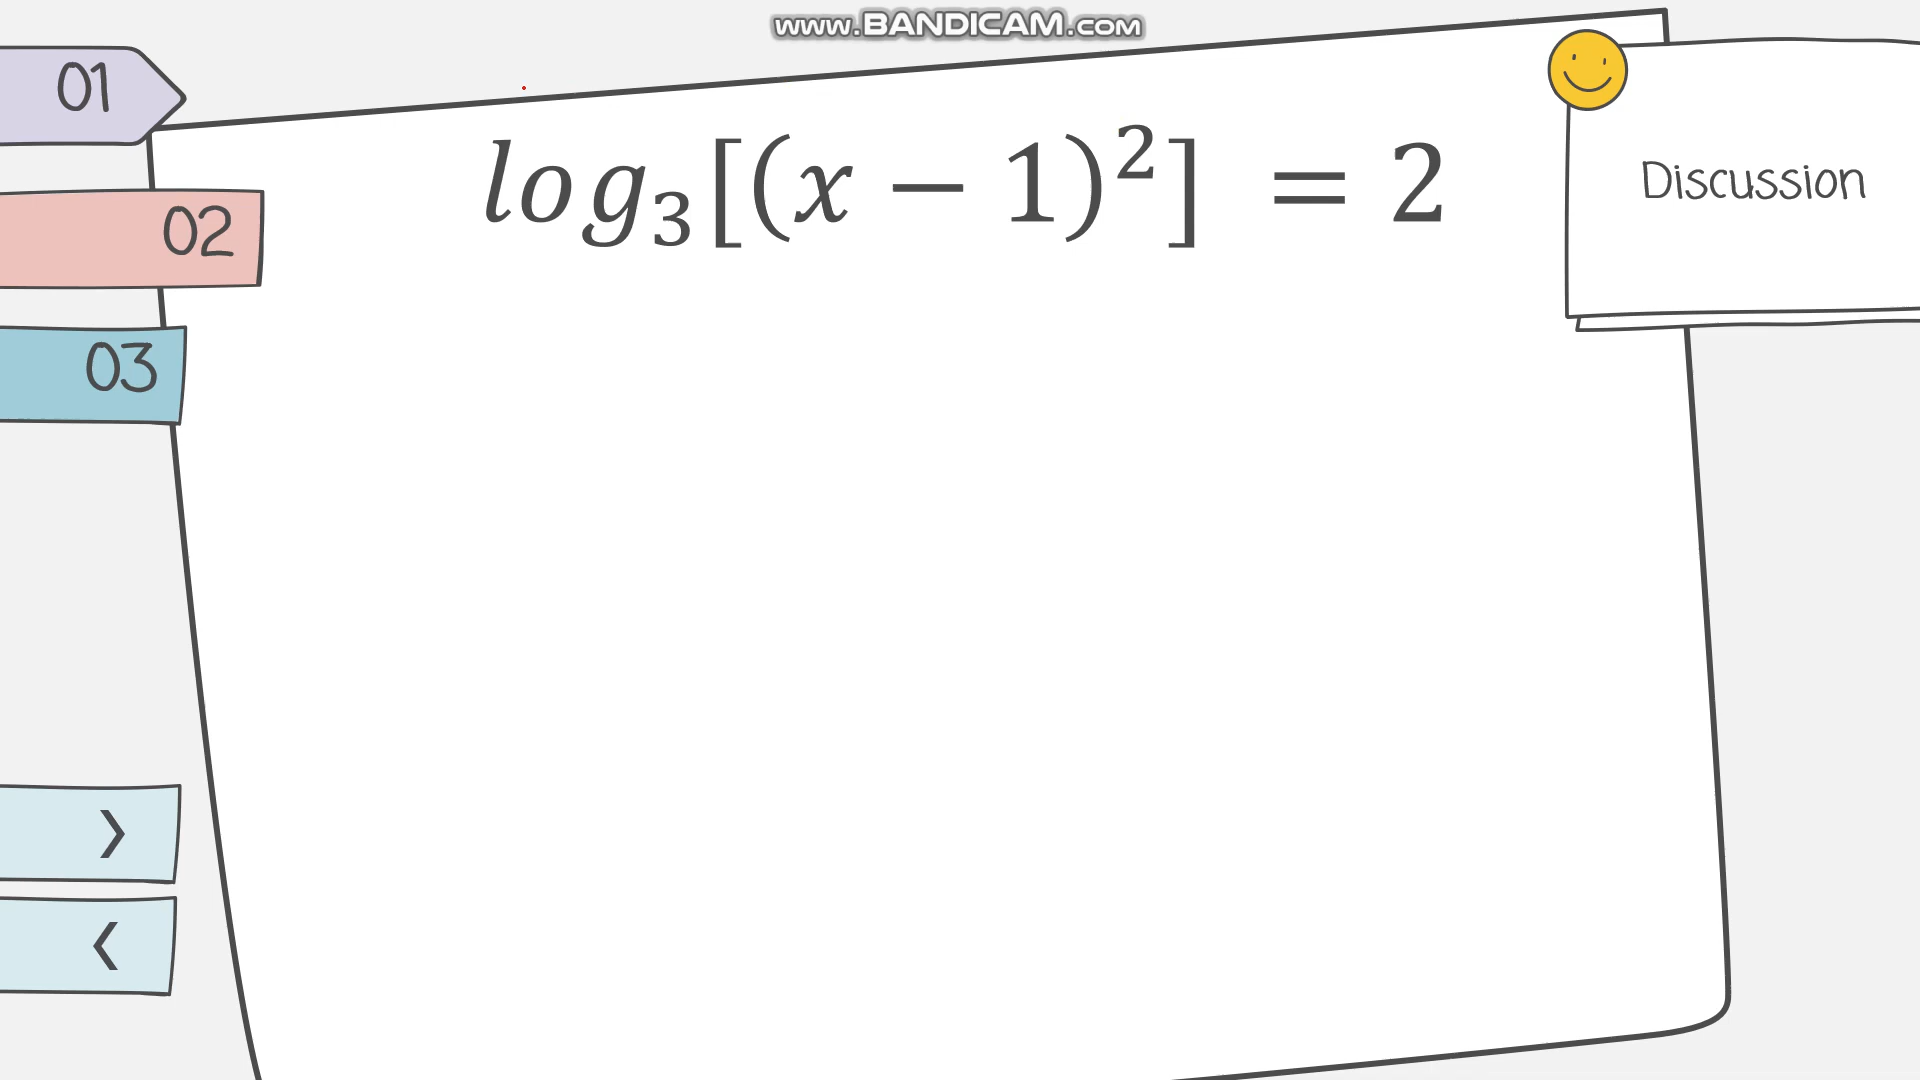 www.BANDICAM.com
01
log₃[(x − 1)²] = 2
Discussion
02
03
❯
❮